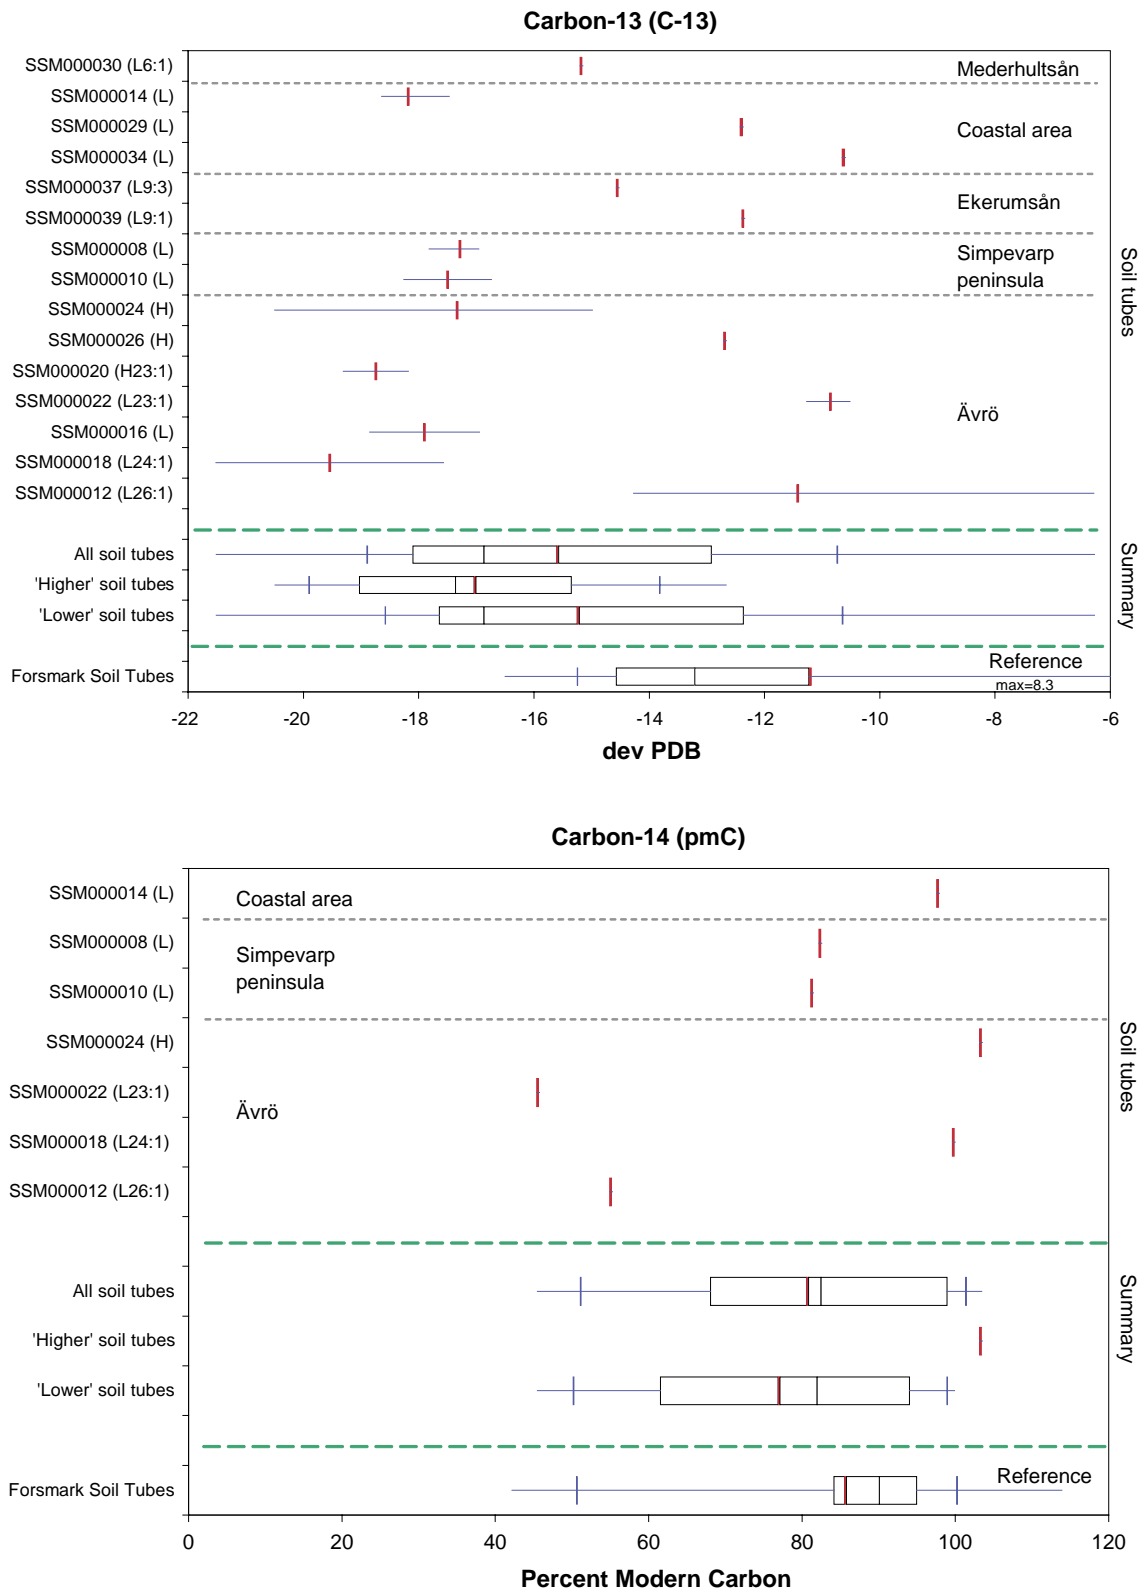 Carbon-13 (C-13)
SSM000030 (L6:1)
Mederhultsån
SSM000014 (L)
SSM000029 (L)
Coastal area
SSM000034 (L)
SSM000037 (L9:3)
Ekerumsån
SSM000039 (L9:1)
SSM000008 (L)
Simpevarp
peninsula
SSM000010 (L)
SSM000024 (H)
SSM000026 (H)
SSM000020 (H23:1)
SSM000022 (L23:1)
Ävrö
SSM000016 (L)
SSM000018 (L24:1)
SSM000012 (L26:1)
Soil tubes
All soil tubes
'Higher' soil tubes
'Lower' soil tubes
Summary
Forsmark Soil Tubes
Reference
max=8.3
-22 -20 -18 -16 -14 -12 -10 -8 -6
dev PDB
Carbon-14 (pmC)
SSM000014 (L)
Coastal area
SSM000008 (L)
Simpevarp
peninsula
SSM000010 (L)
SSM000024 (H)
SSM000022 (L23:1)
Ävrö
SSM000018 (L24:1)
SSM000012 (L26:1)
Soil tubes
All soil tubes
'Higher' soil tubes
'Lower' soil tubes
Summary
Forsmark Soil Tubes
Reference
0 20 40 60 80 100 120
Percent Modern Carbon